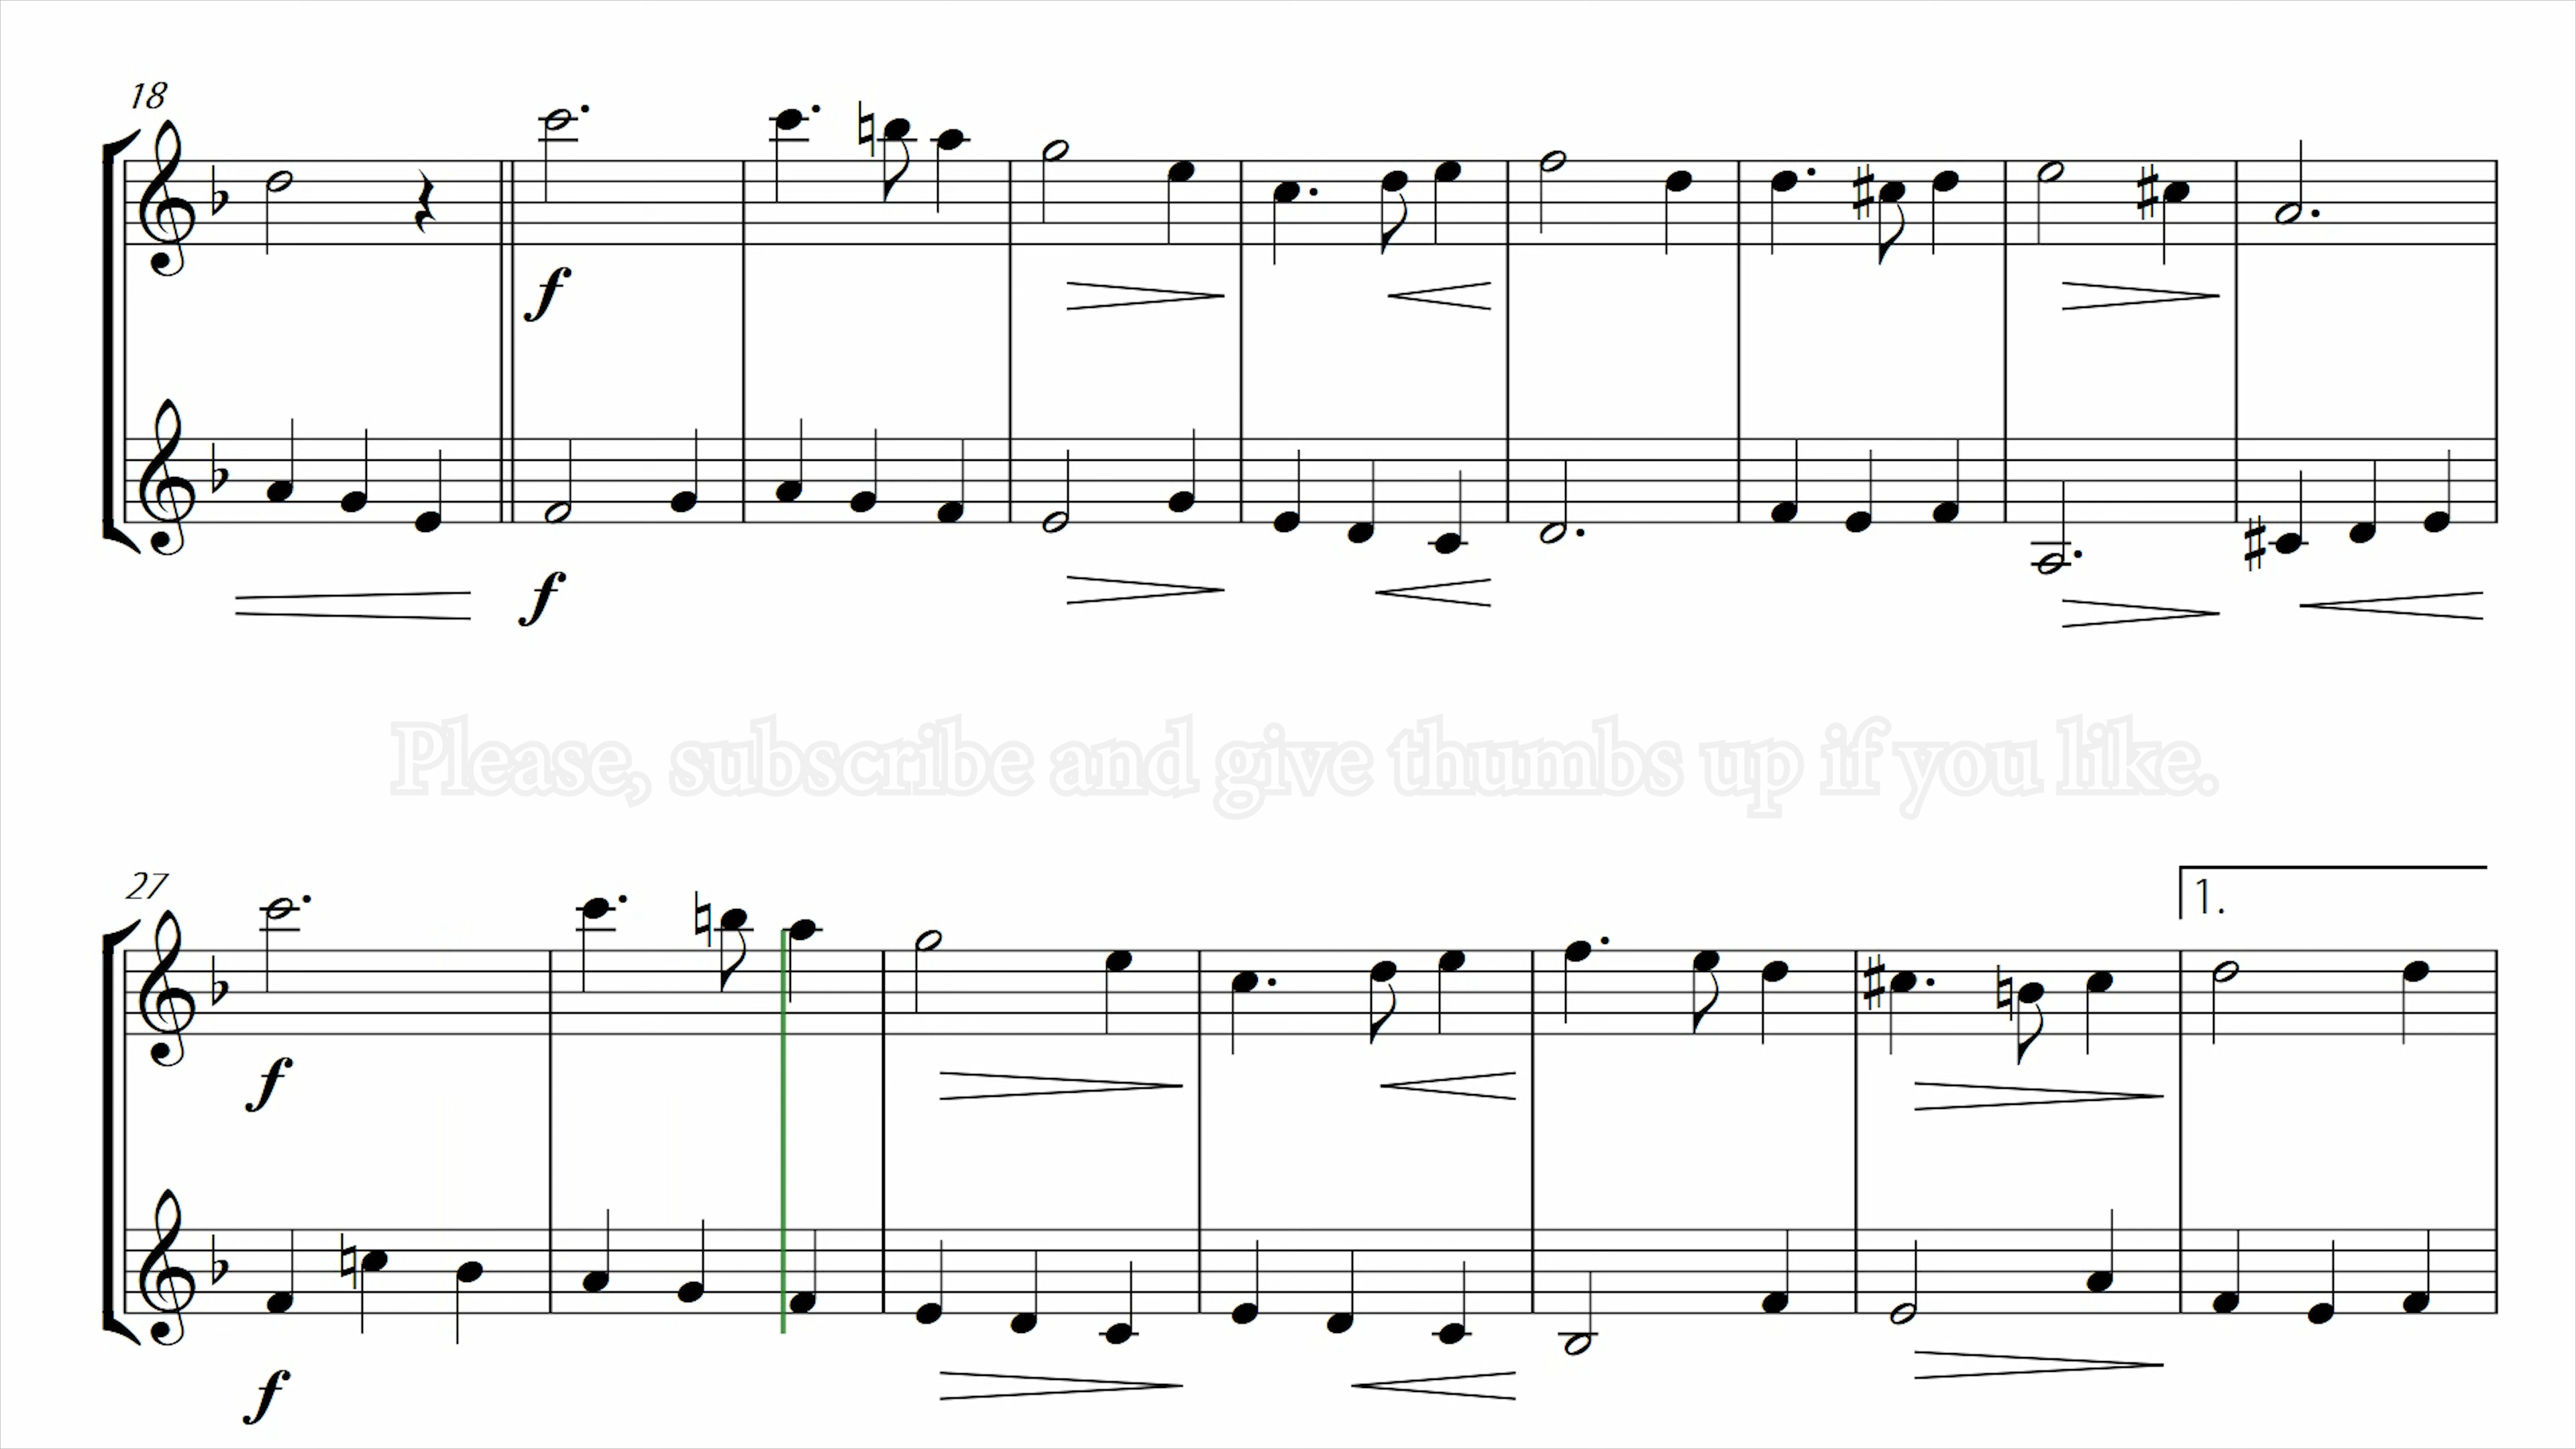 18
f
f
Please, subscribe and give thumbs up if you like.
27
1.
f
f